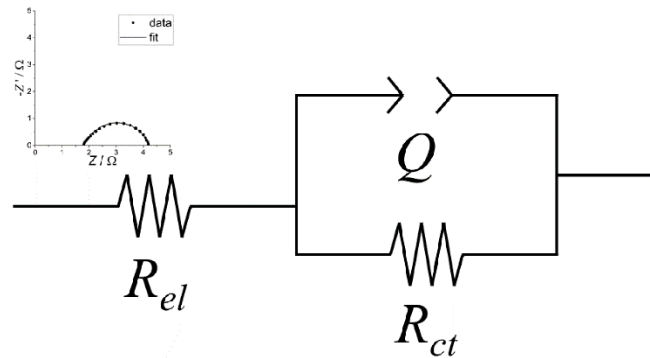 5
4
3
2
1
0
-Z'/Ω
data
fit
0 1 2 3 4 5
Z/Ω
Q
R_el
R_ct